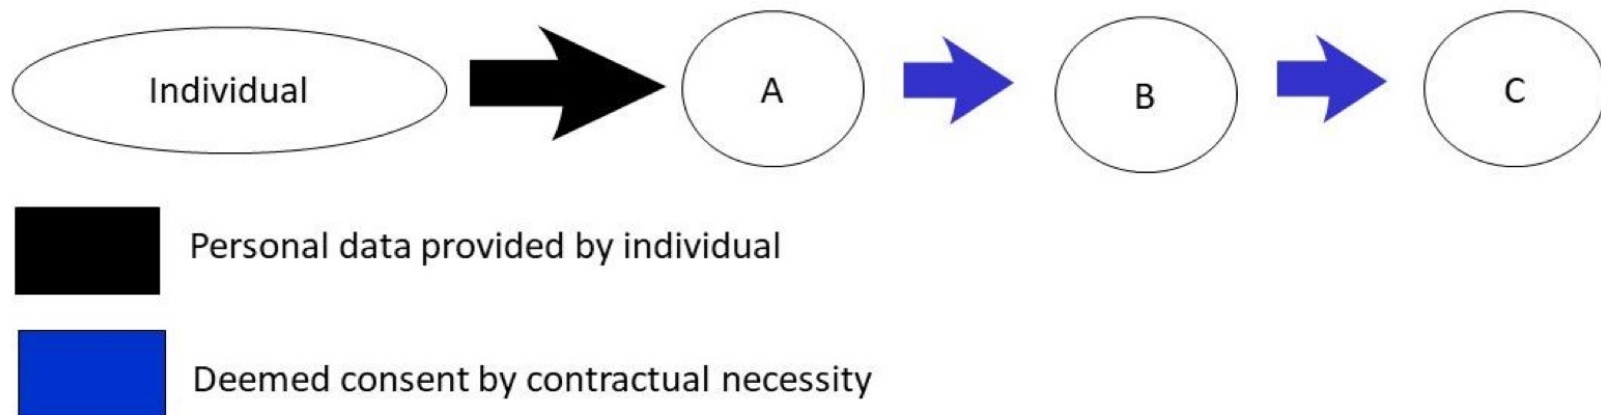 Individual
A
B
C
Personal data provided by individual
Deemed consent by contractual necessity